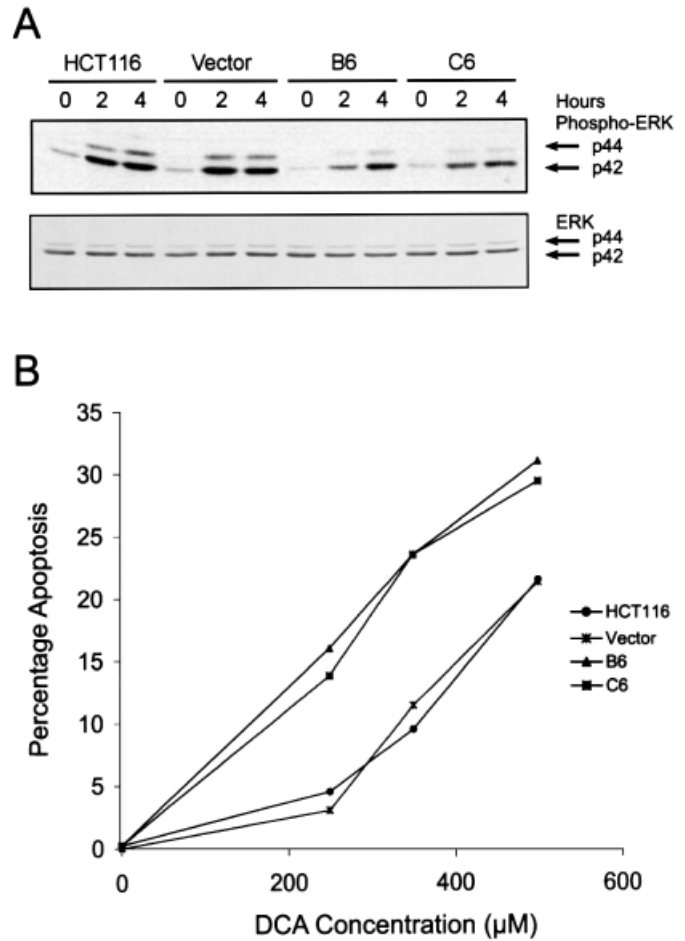 A
HCT116 Vector B6 C6
0 2 4 0 2 4 0 2 4 0 2 4 Hours
Phospho-ERK
p44
p42
ERK
p44
p42
B
35
30
25
20
15
10
5
0
Percentage Apoptosis
0 200 400 600
DCA Concentration (μM)
HCT116
Vector
B6
C6